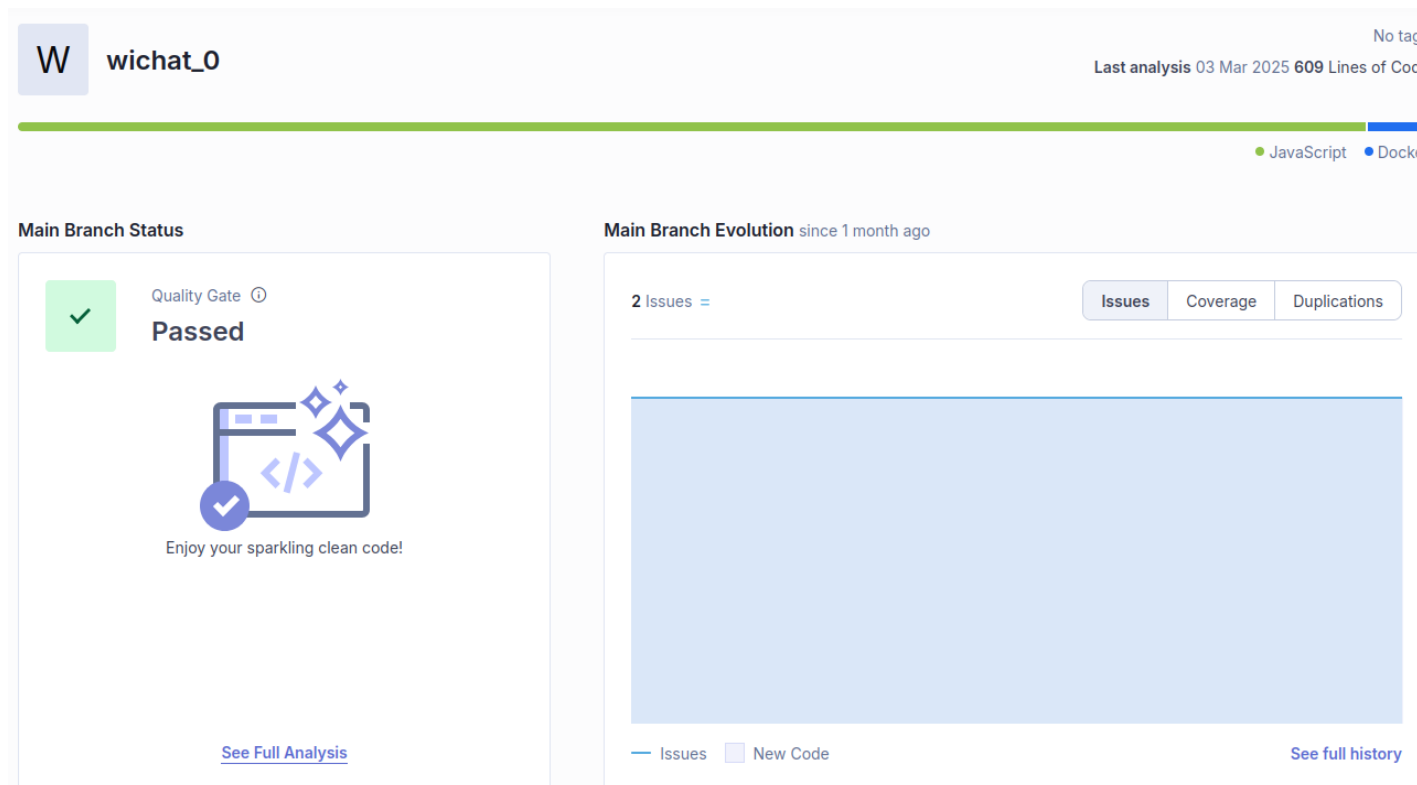 W
wichat_0
No tag
Last analysis 03 Mar 2025 609 Lines of Cod
JavaScript Docke
Main Branch Status
Main Branch Evolution since 1 month ago
Quality Gate
Passed
</>
Enjoy your sparkling clean code!
See Full Analysis
2 Issues =
Issues Coverage Duplications
Issues New Code
See full history